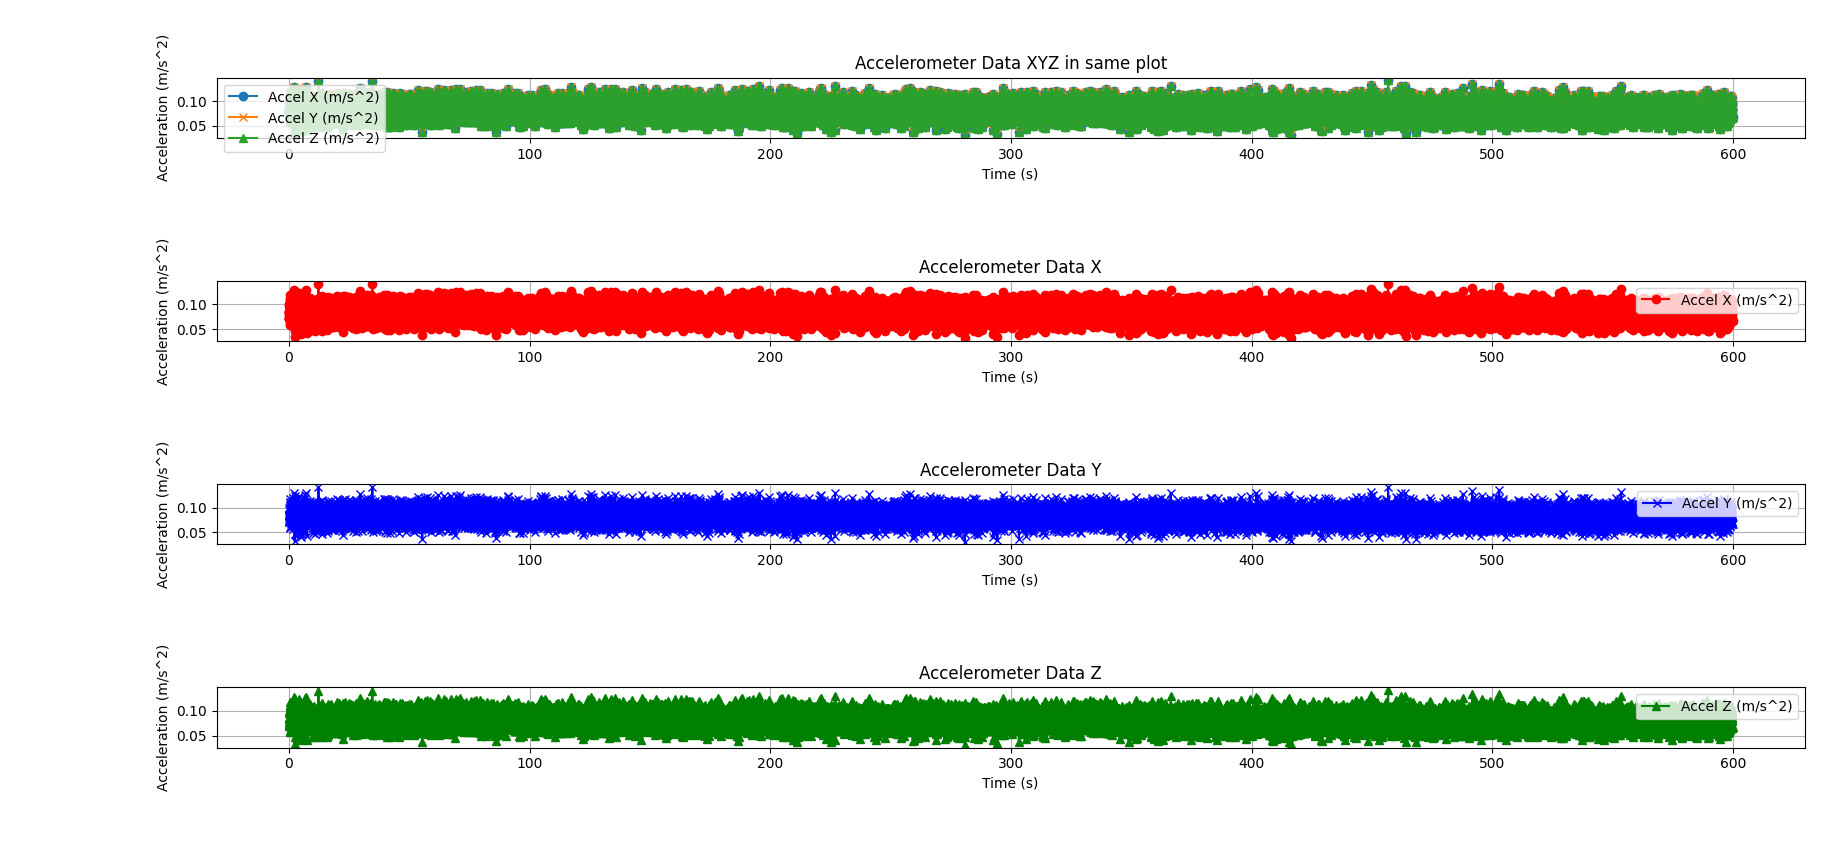 Accelerometer Data XYZ in same plot
Acceleration (m/s^2)
0.10
0.05
Accel X (m/s^2)
Accel Y (m/s^2)
Accel Z (m/s^2)
0 100 200 300 400 500 600
Time (s)
Accelerometer Data X
Acceleration (m/s^2)
0.10
0.05
Accel X (m/s^2)
0 100 200 300 400 500 600
Time (s)
Accelerometer Data Y
Acceleration (m/s^2)
0.10
0.05
Accel Y (m/s^2)
0 100 200 300 400 500 600
Time (s)
Accelerometer Data Z
Acceleration (m/s^2)
0.10
0.05
Accel Z (m/s^2)
0 100 200 300 400 500 600
Time (s)